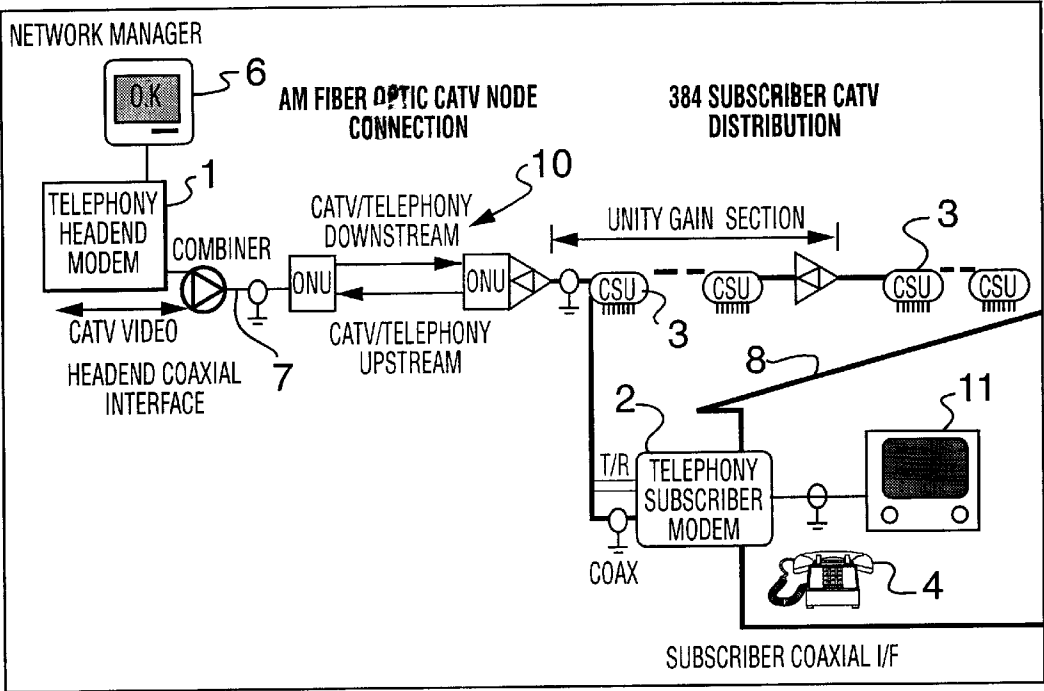 NETWORK MANAGER
6
O.K
AM FIBER OPTIC CATV NODE
CONNECTION
384 SUBSCRIBER CATV
DISTRIBUTION
1
TELEPHONY
HEADEND
MODEM
COMBINER
CATV/TELEPHONY
DOWNSTREAM
10
UNITY GAIN SECTION
3
ONU
ONU
CSU
CSU
CSU
CSU
CATV VIDEO
CATV/TELEPHONY
UPSTREAM
3
HEADEND COAXIAL
INTERFACE
7
8
2
11
T/R
TELEPHONY
SUBSCRIBER
MODEM
COAX
4
SUBSCRIBER COAXIAL I/F